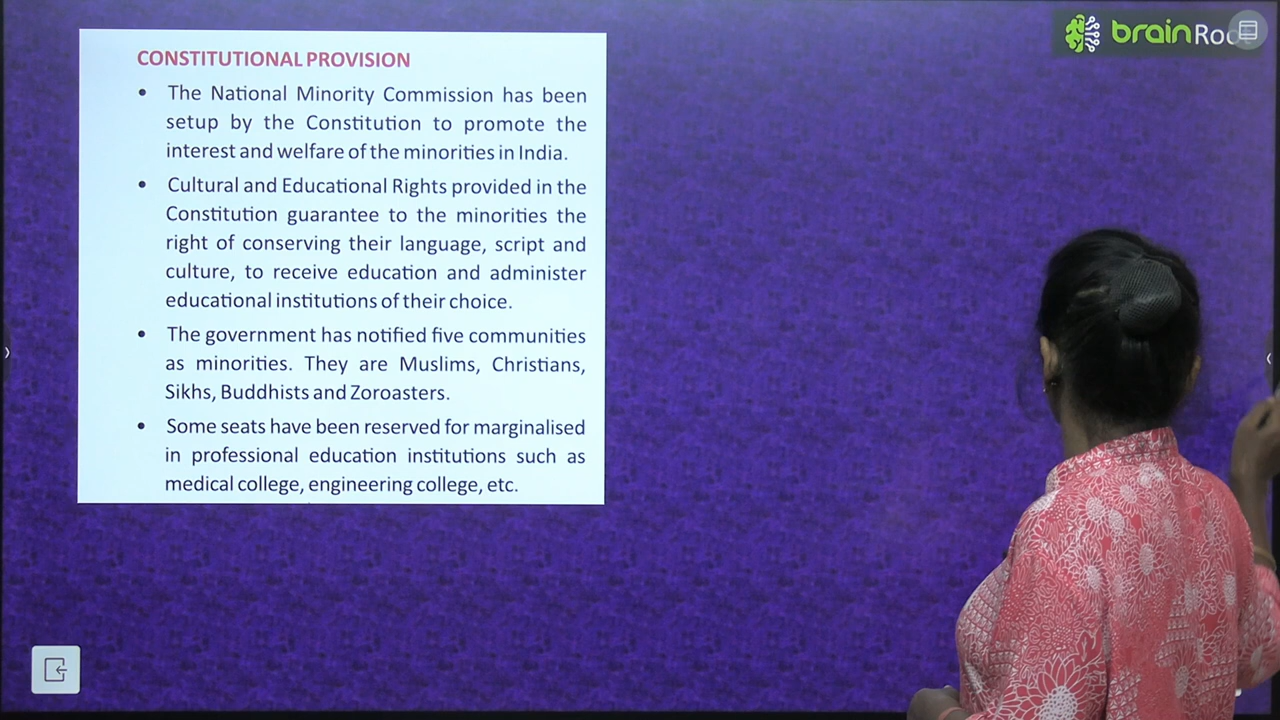 brainRoo
CONSTITUTIONAL PROVISION
• The National Minority Commission has been
setup by the Constitution to promote the
interest and welfare of the minorities in India.
• Cultural and Educational Rights provided in the
Constitution guarantee to the minorities the
right of conserving their language, script and
culture, to receive education and administer
educational institutions of their choice.
• The government has notified five communities
as minorities. They are Muslims, Christians,
Sikhs, Buddhists and Zoroasters.
• Some seats have been reserved for marginalised
in professional education institutions such as
medical college, engineering college, etc.